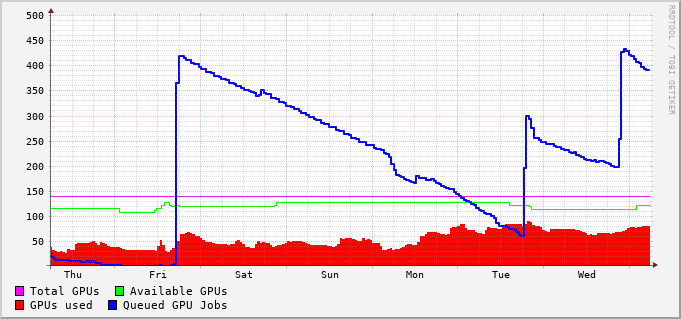 500
450
400
350
300
250
200
150
100
50
Thu Fri Sat Sun Mon Tue Wed
Total GPUs Available GPUs
GPUs used Queued GPU Jobs
RRDTOOL / TOBI OETIKER